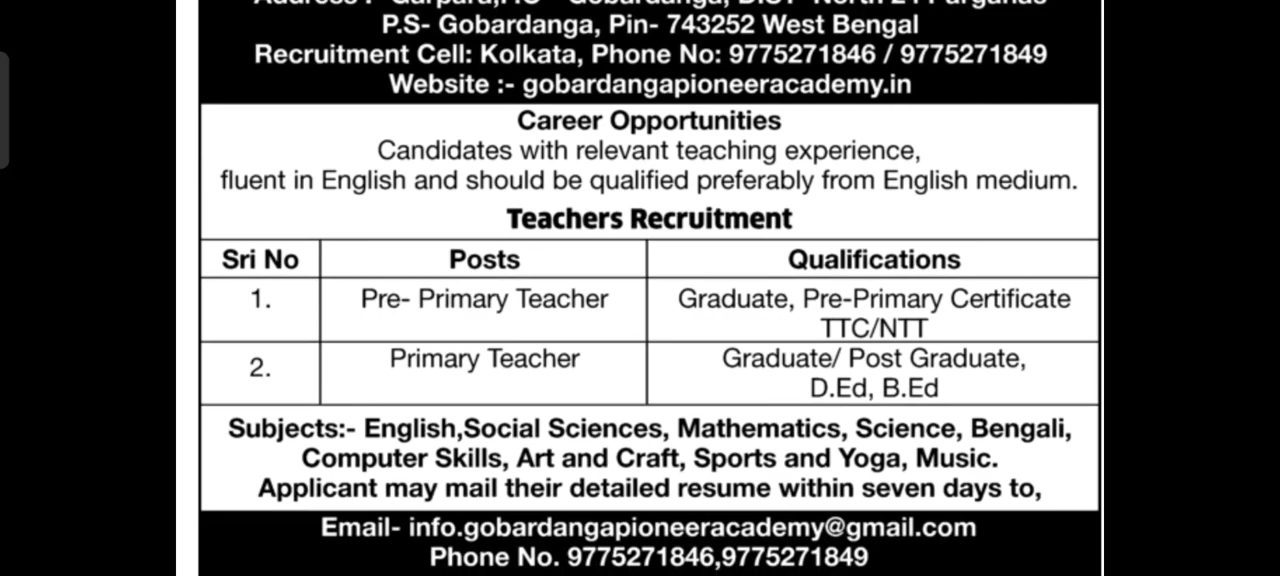 P.S- Gobardanga, Pin- 743252 West Bengal
Recruitment Cell: Kolkata, Phone No: 9775271846 / 9775271849
Website :- gobardangapioneeracademy.in
Career Opportunities
Candidates with relevant teaching experience,
fluent in English and should be qualified preferably from English medium.
Teachers Recruitment
Sri No Posts Qualifications
1. Pre- Primary Teacher Graduate, Pre-Primary Certificate
TTC/NTT
2. Primary Teacher Graduate/ Post Graduate,
D.Ed, B.Ed
Subjects:- English,Social Sciences, Mathematics, Science, Bengali,
Computer Skills, Art and Craft, Sports and Yoga, Music.
Applicant may mail their detailed resume within seven days to,
Email- info.gobardangapioneeracademy@gmail.com
Phone No. 9775271846,9775271849